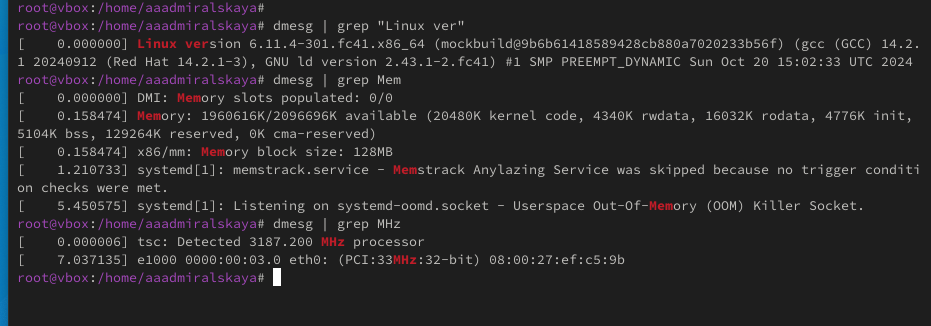 root@vbox:/home/aaadmiralskaya#
root@vbox:/home/aaadmiralskaya# dmesg | grep "Linux ver"
[    0.000000] Linux version 6.11.4-301.fc41.x86_64 (mockbuild@9b6b61418589428cb880a7020233b56f) (gcc (GCC) 14.2.
1 20240912 (Red Hat 14.2.1-3), GNU ld version 2.43.1-2.fc41) #1 SMP PREEMPT_DYNAMIC Sun Oct 20 15:02:33 UTC 2024
root@vbox:/home/aaadmiralskaya# dmesg | grep Mem
[    0.000000] DMI: Memory slots populated: 0/0
[    0.158474] Memory: 1960616K/2096696K available (20480K kernel code, 4340K rwdata, 16032K rodata, 4776K init,
5104K bss, 129264K reserved, 0K cma-reserved)
[    0.158474] x86/mm: Memory block size: 128MB
[    1.210733] systemd[1]: memstrack.service - Memstrack Anylazing Service was skipped because no trigger conditi
on checks were met.
[    5.450575] systemd[1]: Listening on systemd-oomd.socket - Userspace Out-Of-Memory (OOM) Killer Socket.
root@vbox:/home/aaadmiralskaya# dmesg | grep MHz
[    0.000006] tsc: Detected 3187.200 MHz processor
[    7.037135] e1000 0000:00:03.0 eth0: (PCI:33MHz:32-bit) 08:00:27:ef:c5:9b
root@vbox:/home/aaadmiralskaya#